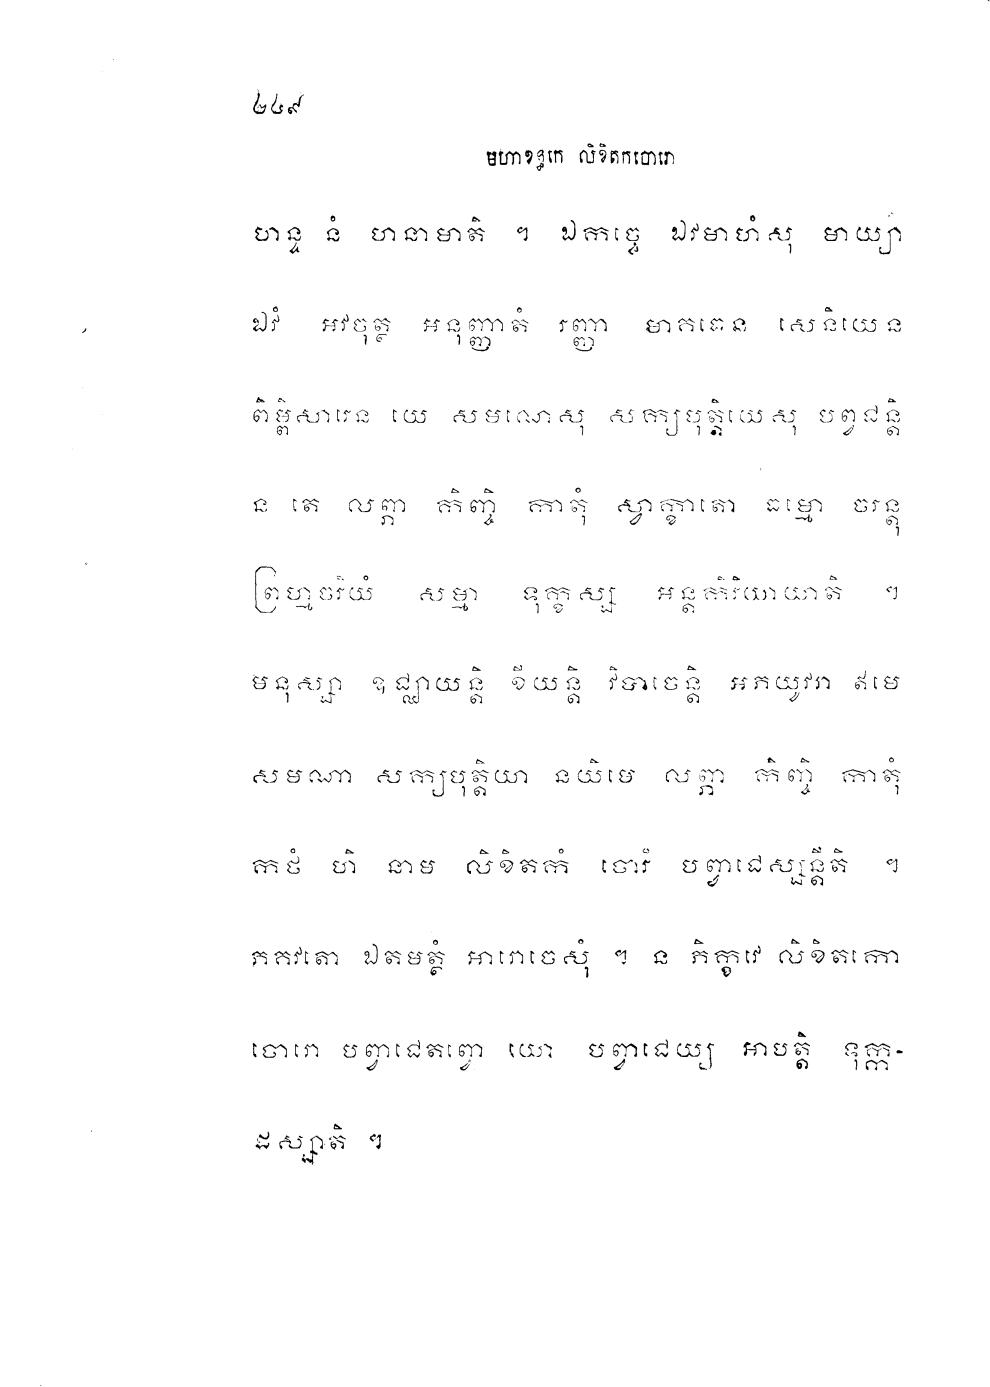 ៤៤៩
មហាខន្ធកេ លិខិតកចោរោ
ហន្ទ នំ ហនាមាតិ ។ ឯកច្ចេ ឯវមាហំសុ មាយ្យា
ឯវំ អវចុត្ថ អនុញ្ញាតំ រញ្ញា មាគធេន សេនិយេន
ពិម្ពិសារេន យេ សមណេសុ សក្យបុត្តិយេសុ បព្វជន្តិ
ន តេ លព្ភា កិញ្ចិ កាតុំ ស្វាក្ខាតោ ធម្មោ ចរន្តុ
ព្រហ្មចរិយំ សម្មា ទុក្ខស្ស អន្តកិរិយាយាតិ ។
មនុស្សា ឧជ្ឈាយន្តិ ខីយន្តិ វិបាចេន្តិ អភយូវរា ឥមេ
សមណា សក្យបុត្តិយា នយិមេ លព្ភា កិញ្ចិ កាតុំ
កថំ ហិ នាម លិខិតកំ ចោរំ បព្វាជេស្សន្តីតិ ។
ភគវតោ ឯតមត្ថំ អារោចេសុំ ។ ន ភិក្ខវេ លិខិតកោ
ចោរោ បព្វាជេតព្វោ យោ បព្វាជេយ្យ អាបត្តិ ទុក្ក-
ដស្សាតិ ។